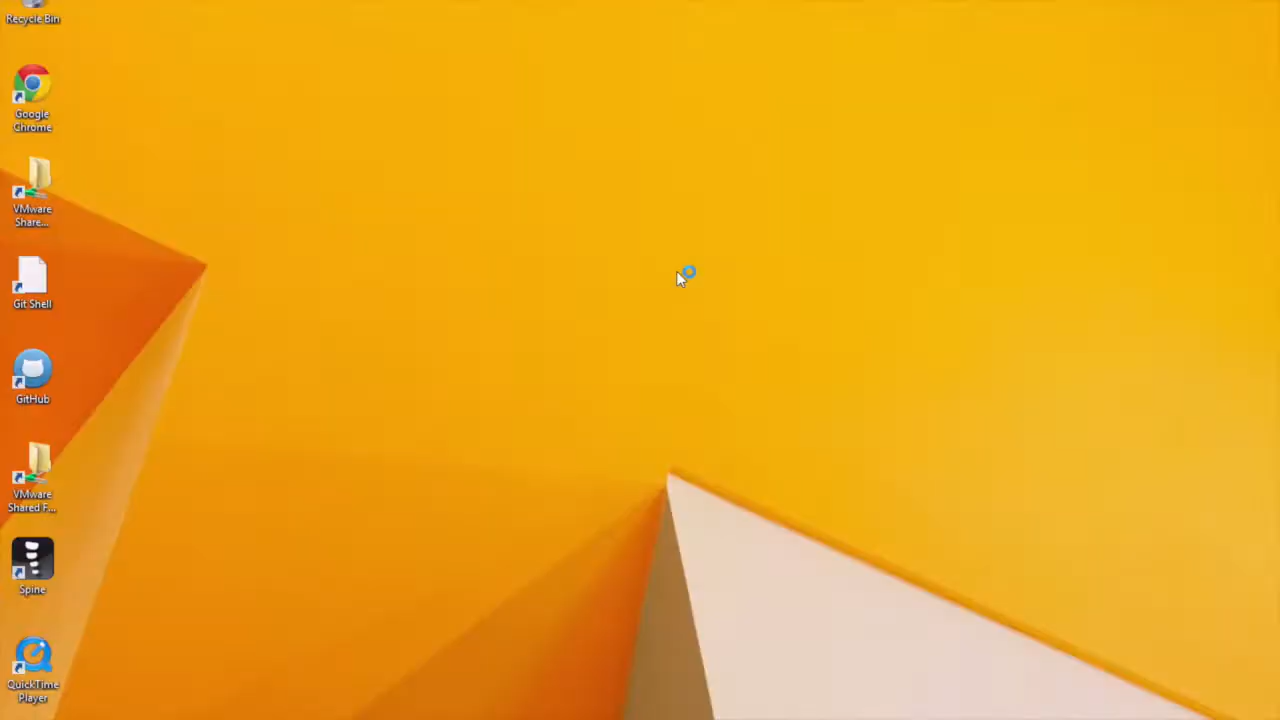 Recycle Bin
Google
Chrome
VMware
Share...
Git Shell
GitHub
VMware
Shared F...
Spine
QuickTime
Player